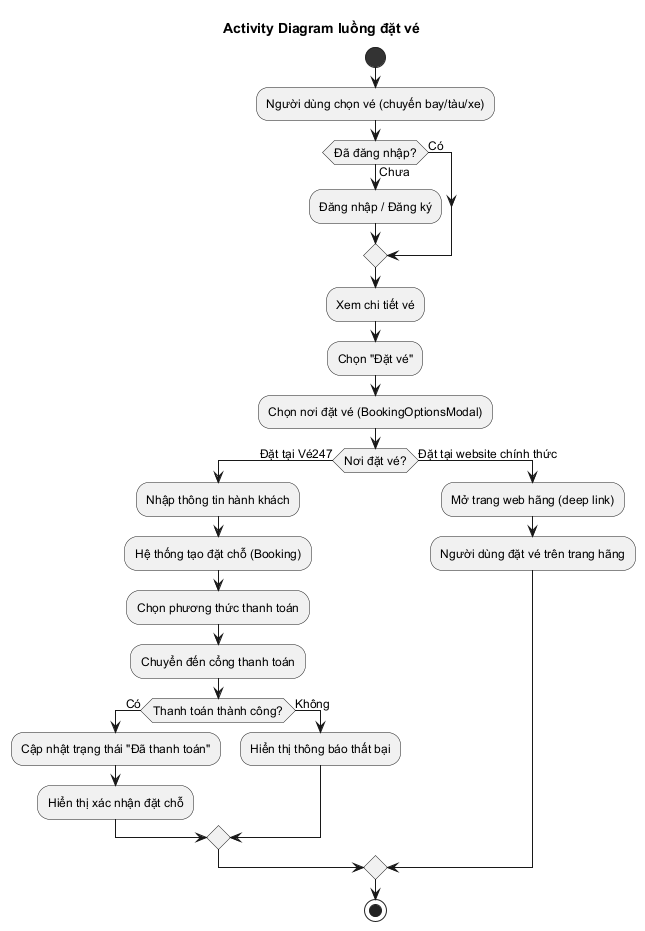 Activity Diagram luồng đặt vé
Người dùng chọn vé (chuyến bay/tàu/xe)
Đã đăng nhập?
Có
Chưa
Đăng nhập / Đăng ký
Xem chi tiết vé
Chọn "Đặt vé"
Chọn nơi đặt vé (BookingOptionsModal)
Đặt tại Vé247
Nơi đặt vé?
Đặt tại website chính thức
Nhập thông tin hành khách
Mở trang web hãng (deep link)
Hệ thống tạo đặt chỗ (Booking)
Người dùng đặt vé trên trang hãng
Chọn phương thức thanh toán
Chuyển đến cổng thanh toán
Có
Thanh toán thành công?
Không
Cập nhật trạng thái "Đã thanh toán"
Hiển thị thông báo thất bại
Hiển thị xác nhận đặt chỗ